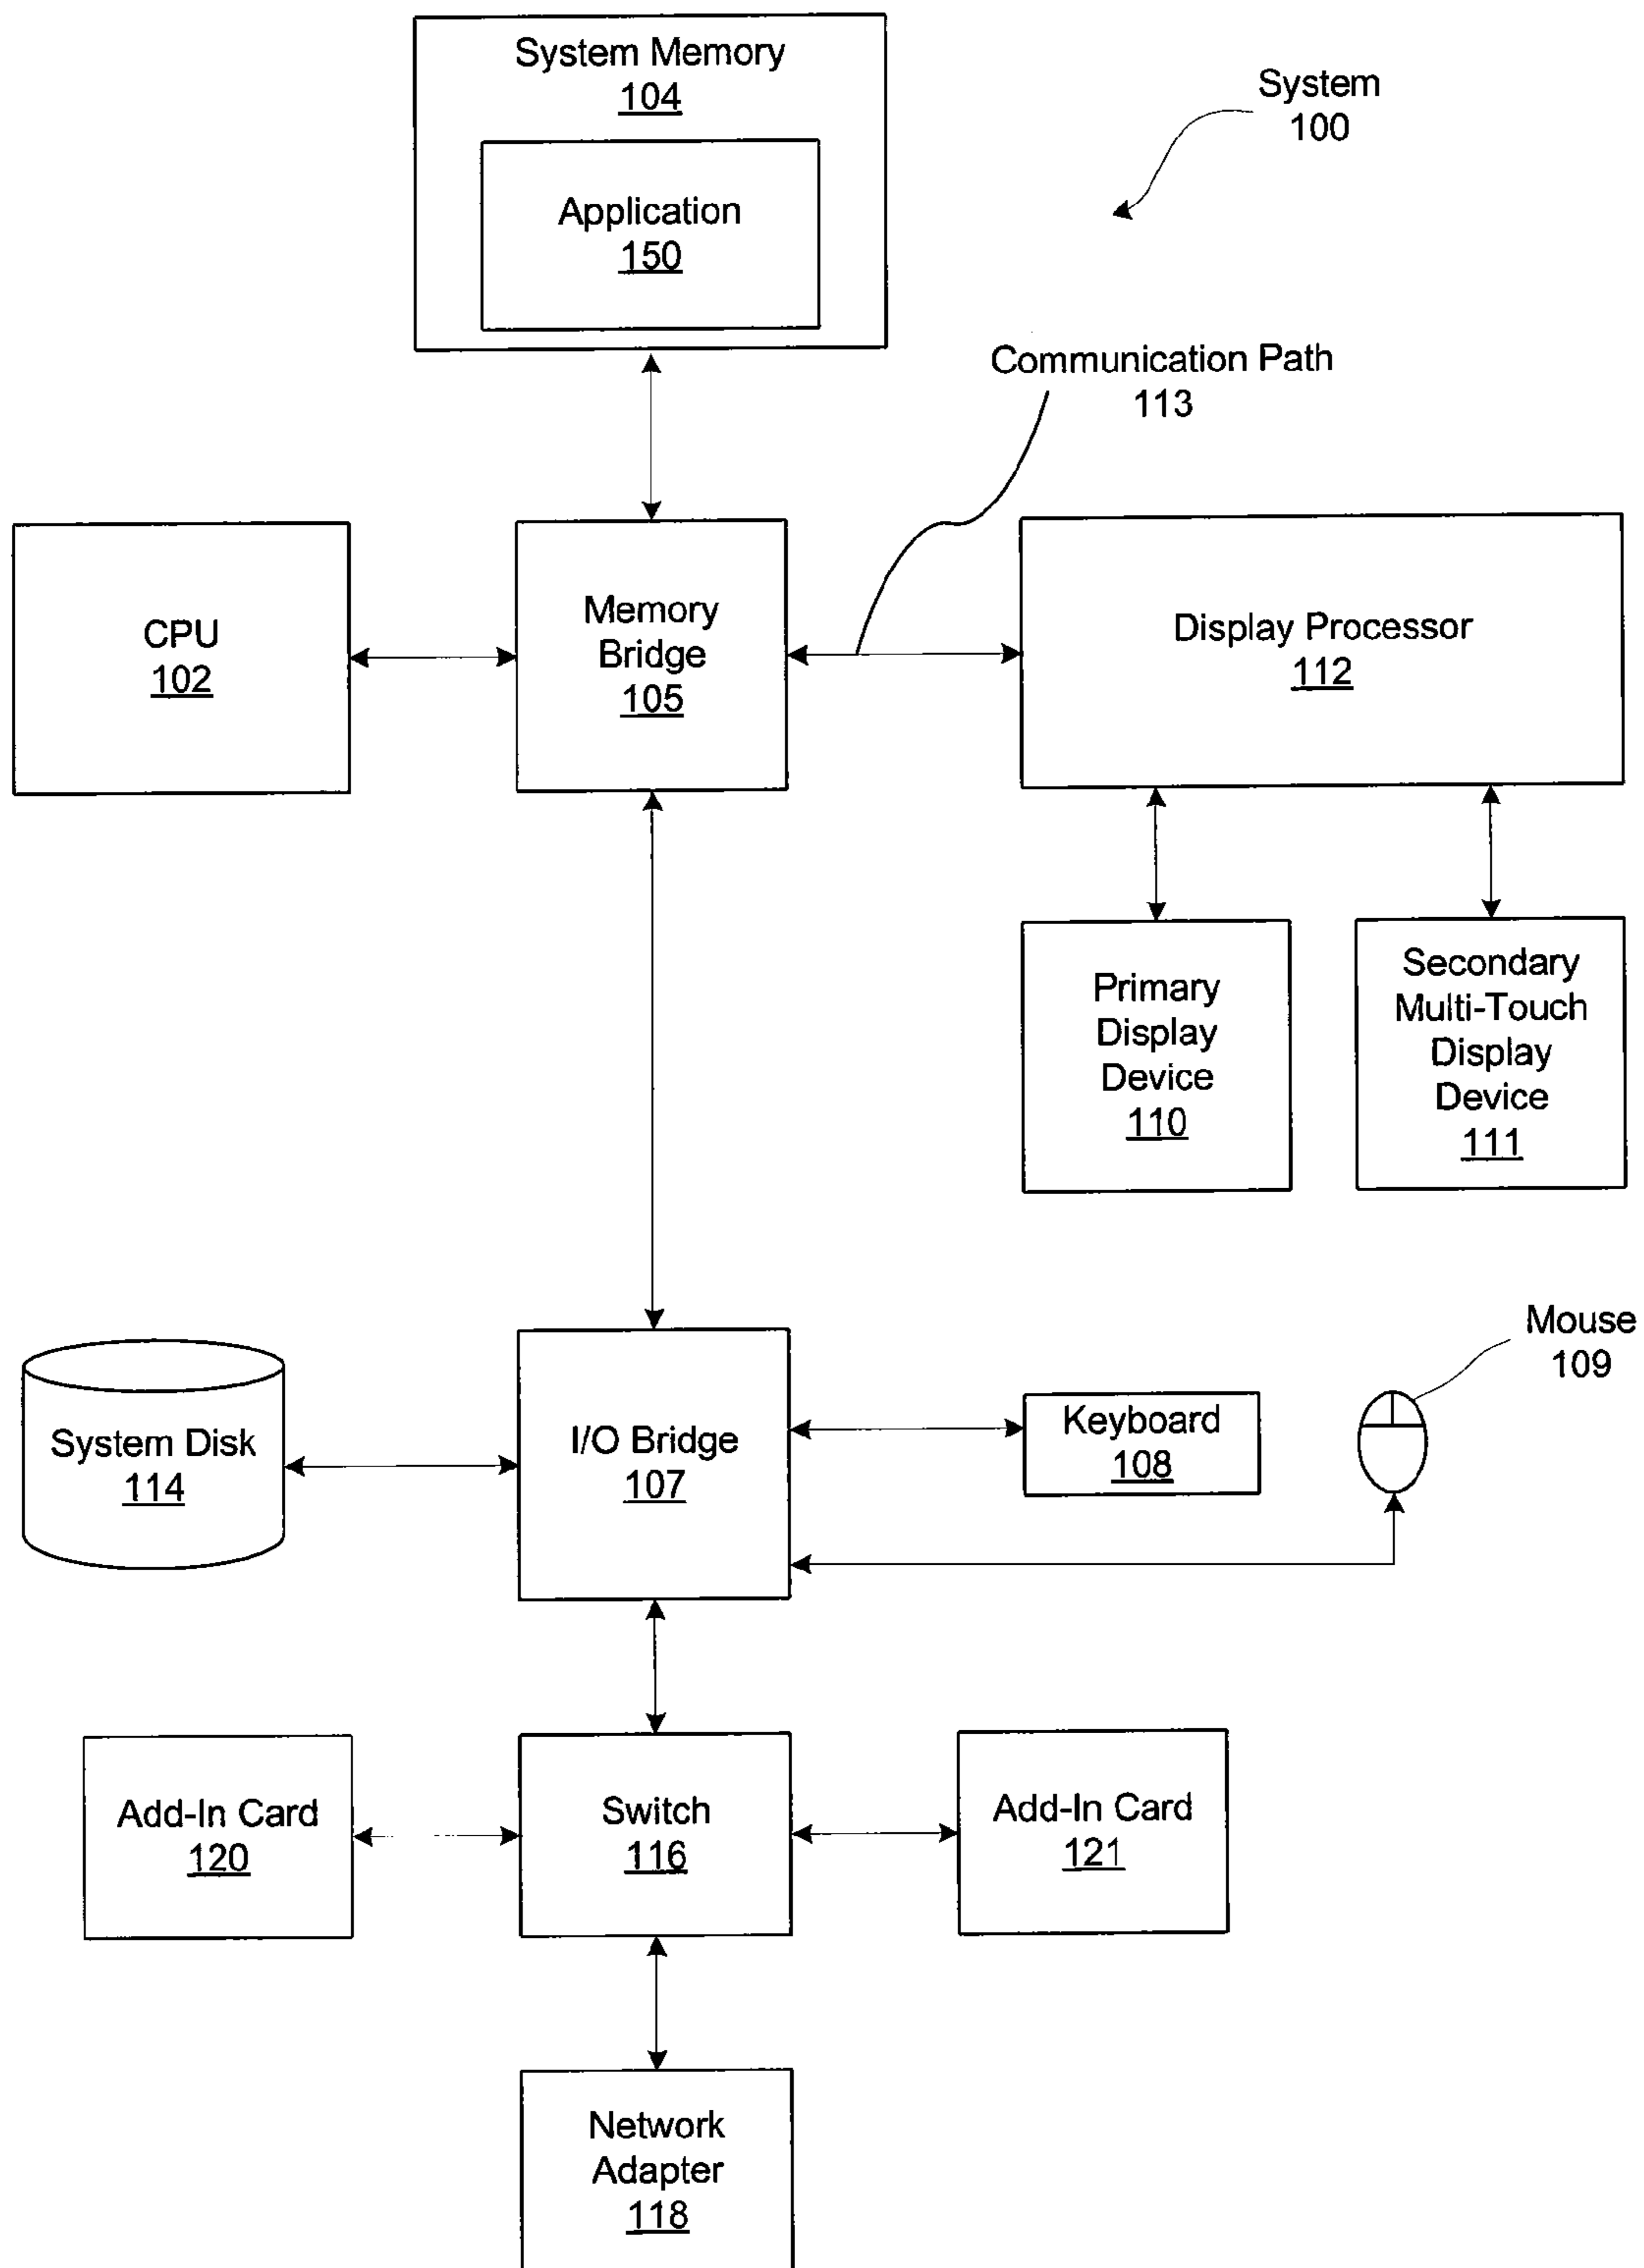 System Memory
104
Application
150
System
100
Communication Path
113
CPU
102
Memory
Bridge
105
Display Processor
112
Primary
Display
Device
110
Secondary
Multi-Touch
Display
Device
111
System Disk
114
I/O Bridge
107
Keyboard
108
Mouse
109
Add-In Card
120
Switch
116
Add-In Card
121
Network
Adapter
118